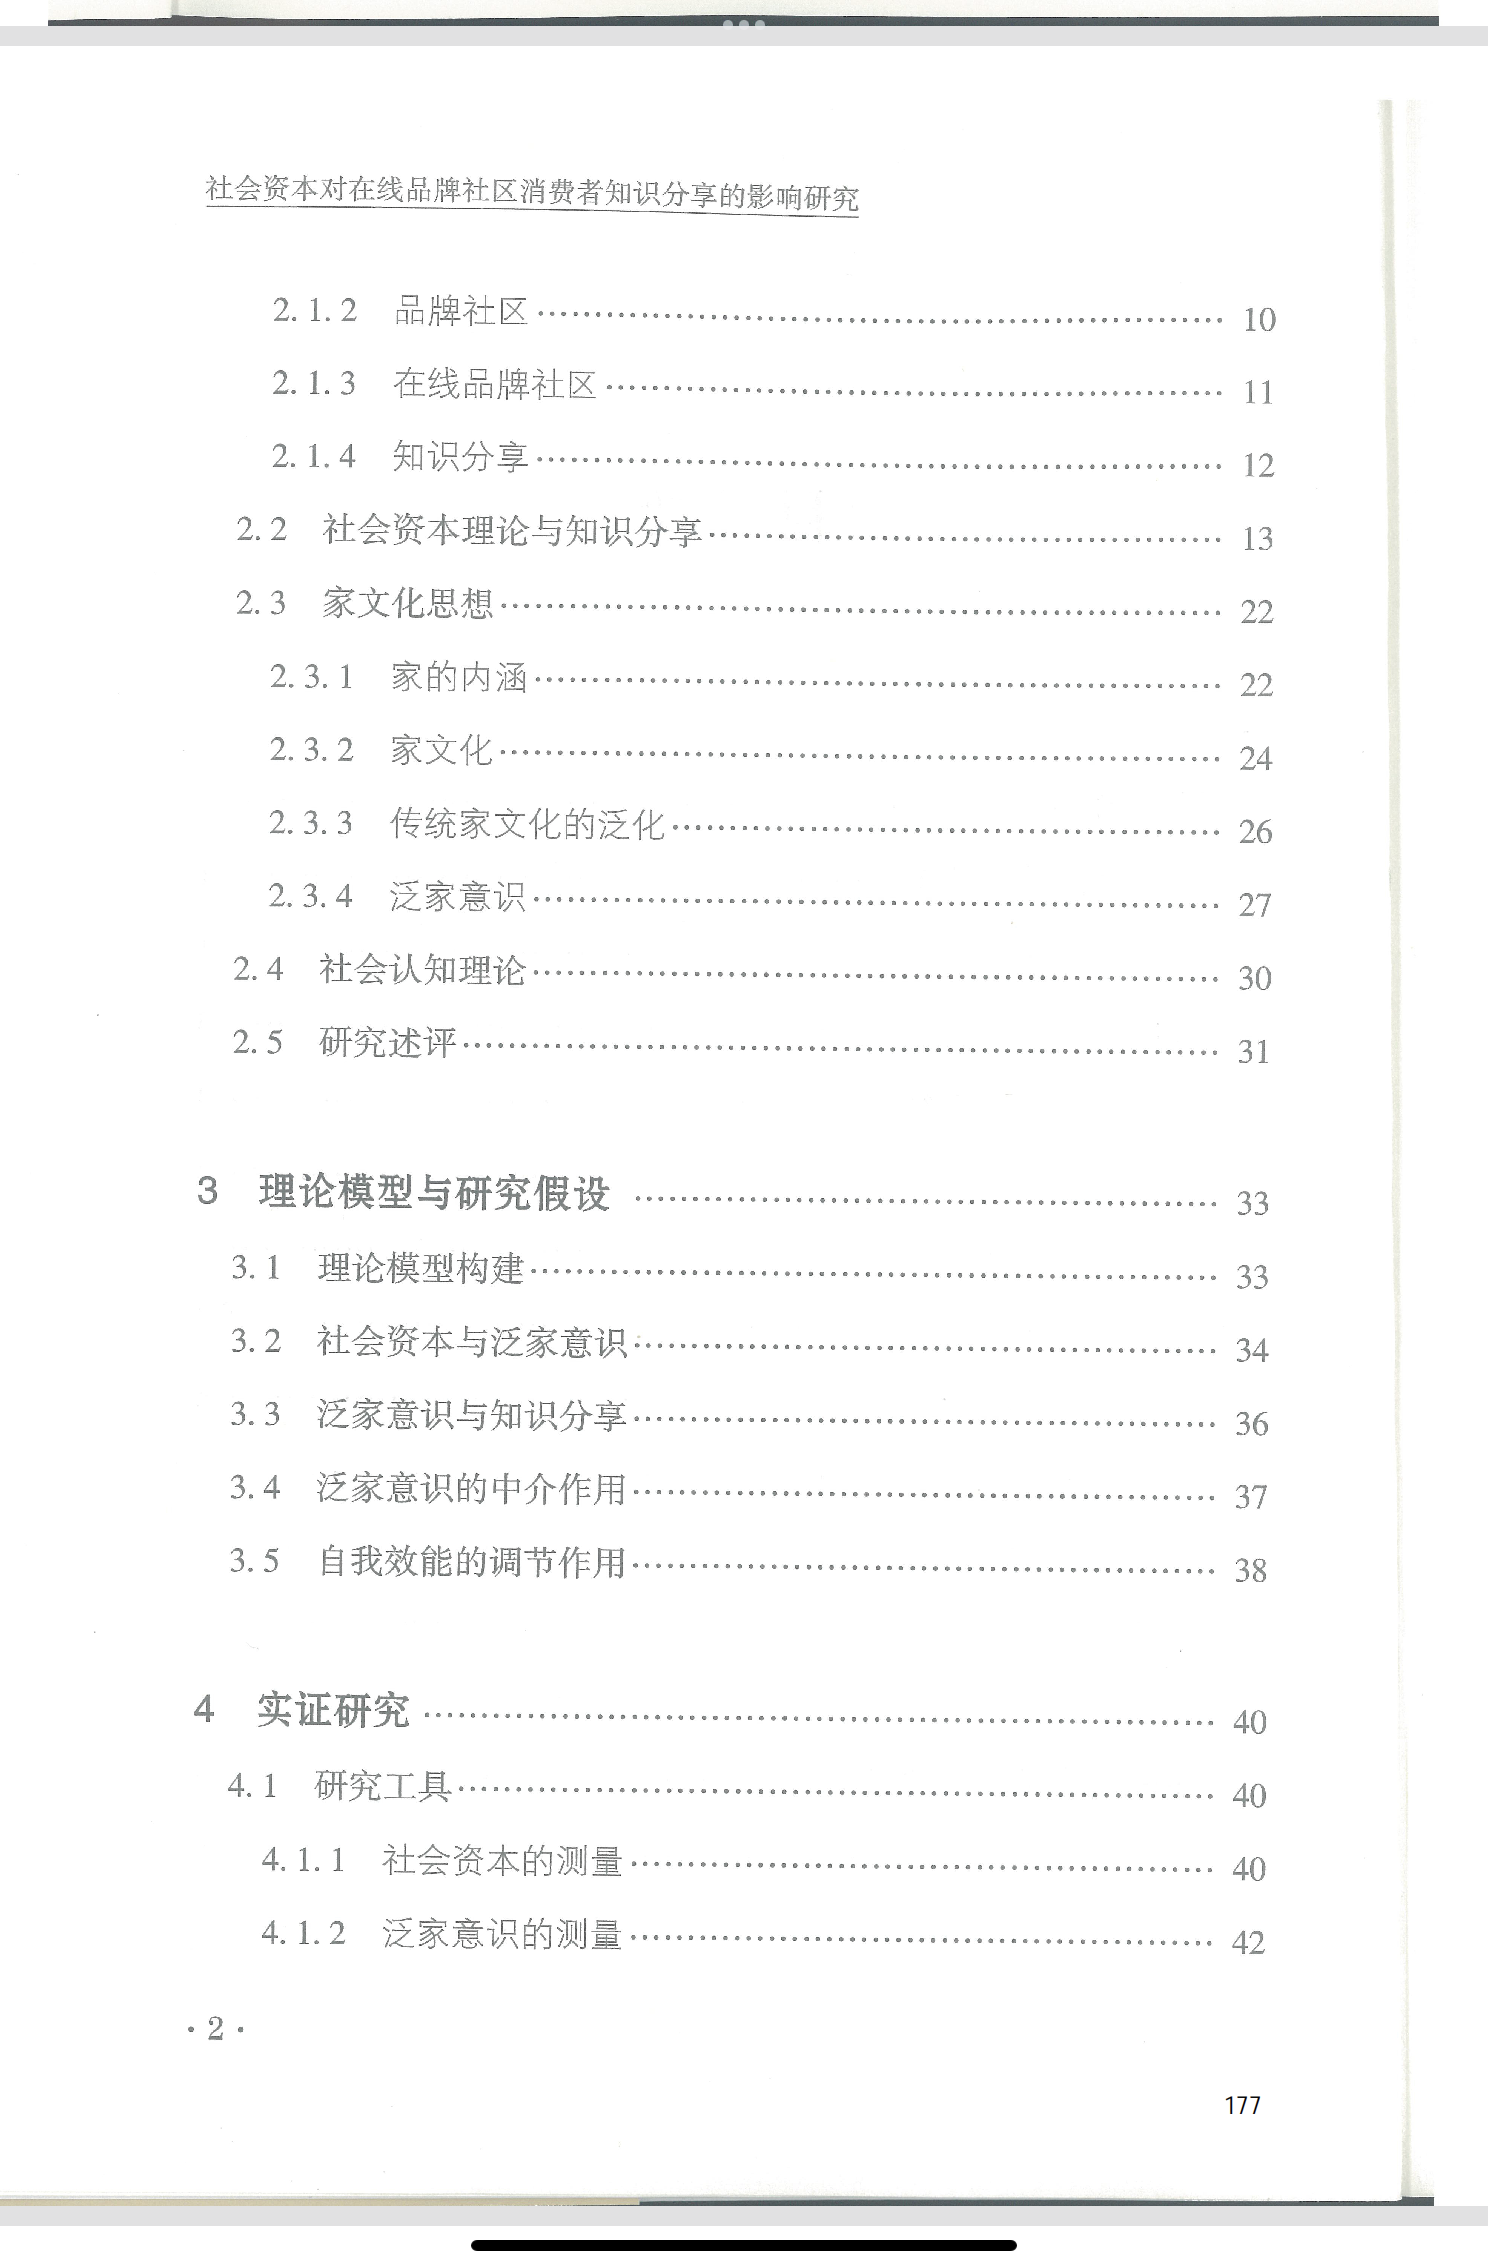 社会资本对在线品牌社区消费者知识分享的影响研究
2.1.2 品牌社区 …… 10
2.1.3 在线品牌社区 …… 11
2.1.4 知识分享 …… 12
2.2 社会资本理论与知识分享 …… 13
2.3 家文化思想 …… 22
2.3.1 家的内涵 …… 22
2.3.2 家文化 …… 24
2.3.3 传统家文化的泛化 …… 26
2.3.4 泛家意识 …… 27
2.4 社会认知理论 …… 30
2.5 研究述评 …… 31
3 理论模型与研究假设 …… 33
3.1 理论模型构建 …… 33
3.2 社会资本与泛家意识 …… 34
3.3 泛家意识与知识分享 …… 36
3.4 泛家意识的中介作用 …… 37
3.5 自我效能的调节作用 …… 38
4 实证研究 …… 40
4.1 研究工具 …… 40
4.1.1 社会资本的测量 …… 40
4.1.2 泛家意识的测量 …… 42
·2·
177